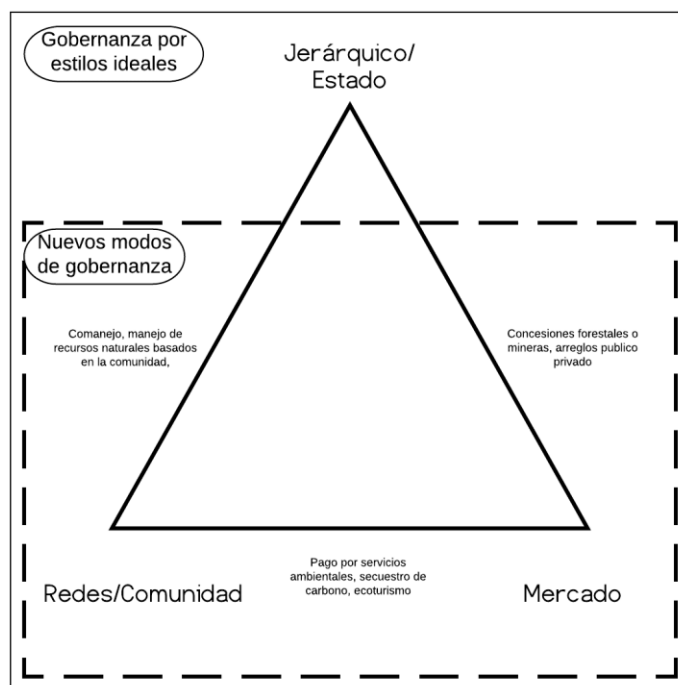 Gobernanza por
estilos ideales
Jerárquico/
Estado
Nuevos modos
de gobernanza
Comanejo, manejo de
recursos naturales basados
en la comunidad,
Concesiones forestales o
mineras, arreglos publico
privado
Pago por servicios
ambientales, secuestro de
carbono, ecoturismo
Redes/Comunidad
Mercado